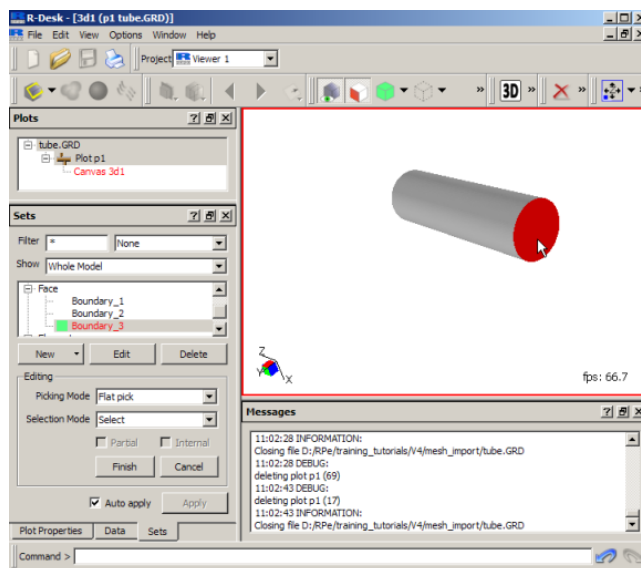 R-Desk - [3d1 (p1 tube.GRD)]
File Edit View Options Window Help
Project Viewer 1
3D
Plots
tube.GRD
Plot p1
Canvas 3d1
Sets
Filter * None
Show Whole Model
Face
Boundary_1
Boundary_2
Boundary_3
New Edit Delete
Editing
Picking Mode Flat pick
Selection Mode Select
Partial Internal
Finish Cancel
Auto apply Apply
Plot Properties Data Sets
Z
Y
X
fps: 66.7
Messages
11:02:28 INFORMATION:
Closing file D:/RPe/training_tutorials/V4/mesh_import/tube.GRD
11:02:28 DEBUG:
deleting plot p1 (69)
11:02:43 DEBUG:
deleting plot p1 (17)
11:02:43 INFORMATION:
Closing file D:/RPe/training_tutorials/V4/mesh_import/tube.GRD
Command >